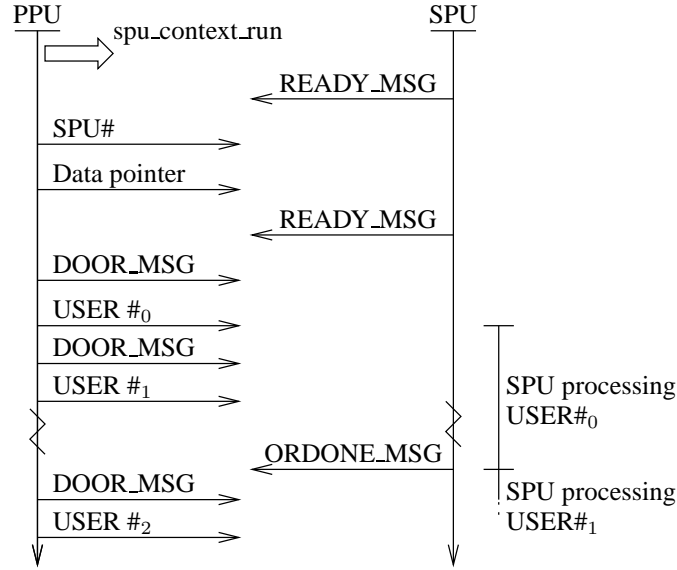 PPU SPU
spu_context_run
READY_MSG
SPU#
Data pointer
READY_MSG
DOOR_MSG
USER #0
DOOR_MSG
USER #1
SPU processing
USER#0
ORDONE_MSG
DOOR_MSG
SPU processing
USER #2
USER#1